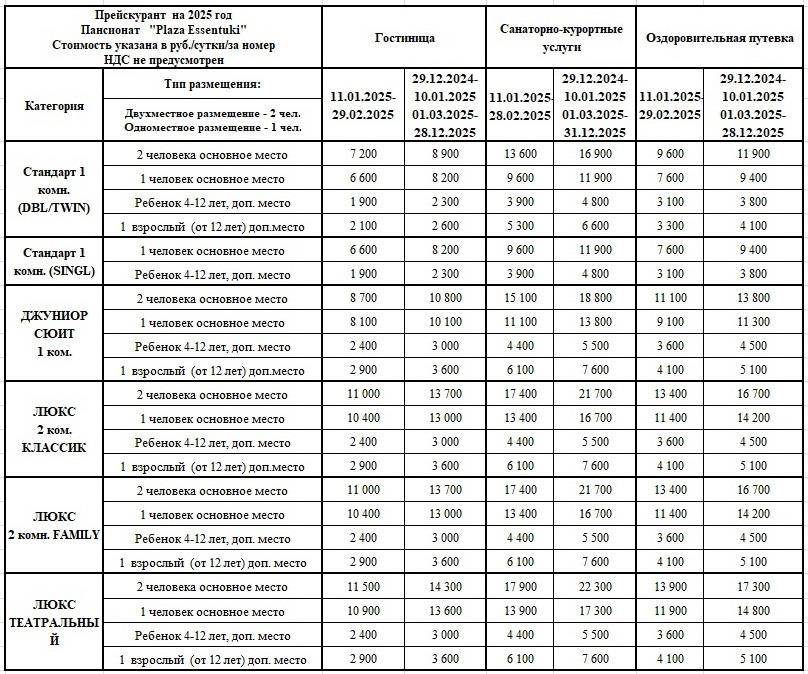 Прейскурант на 2025 год
Пансионат "Plaza Essentuki"
Стоимость указана в руб./сутки/за номер
НДС не предусмотрен
Гостиница
Санаторно-курортные услуги
Оздоровительная путевка
Категория
Тип размещения:
Двухместное размещение - 2 чел.
Одноместное размещение - 1 чел.
11.01.2025-
29.02.2025
29.12.2024-
10.01.2025
01.03.2025-
28.12.2025
11.01.2025-
28.02.2025
29.12.2024-
10.01.2025
01.03.2025-
31.12.2025
11.01.2025-
29.02.2025
29.12.2024-
10.01.2025
01.03.2025-
28.12.2025
Стандарт 1
комн.
(DBL/TWIN)
2 человека основное место 7 200 8 900 13 600 16 900 9 600 11 900
1 человек основное место 6 600 8 200 9 600 11 900 7 600 9 400
Ребенок 4-12 лет, доп. место 1 900 2 300 3 900 4 800 3 100 3 800
1 взрослый (от 12 лет) доп.место 2 100 2 600 5 300 6 600 3 300 4 100
Стандарт 1
комн. (SINGL)
1 человек основное место 6 600 8 200 9 600 11 900 7 600 9 400
Ребенок 4-12 лет, доп. место 1 900 2 300 3 900 4 800 3 100 3 800
ДЖУНИОР
СЮИТ
1 ком.
2 человека основное место 8 700 10 800 15 100 18 800 11 100 13 800
1 человек основное место 8 100 10 100 11 100 13 800 9 100 11 300
Ребенок 4-12 лет, доп. место 2 400 3 000 4 400 5 500 3 600 4 500
1 взрослый (от 12 лет) доп.место 2 900 3 600 6 100 7 600 4 100 5 100
ЛЮКС
2 ком.
КЛАССИК
2 человека основное место 11 000 13 700 17 400 21 700 13 400 16 700
1 человек основное место 10 400 13 000 13 400 16 700 11 400 14 200
Ребенок 4-12 лет, доп. место 2 400 3 000 4 400 5 500 3 600 4 500
1 взрослый (от 12 лет) доп.место 2 900 3 600 6 100 7 600 4 100 5 100
ЛЮКС
2 комн. FAMILY
2 человека основное место 11 000 13 700 17 400 21 700 13 400 16 700
1 человек основное место 10 400 13 000 13 400 16 700 11 400 14 200
Ребенок 4-12 лет, доп. место 2 400 3 000 4 400 5 500 3 600 4 500
1 взрослый (от 12 лет) доп. место 2 900 3 600 6 100 7 600 4 100 5 100
ЛЮКС
ТЕАТРАЛЬНЫ
Й
2 человека основное место 11 500 14 300 17 900 22 300 13 900 17 300
1 человек основное место 10 900 13 600 13 900 17 300 11 900 14 800
Ребенок 4-12 лет, доп. место 2 400 3 000 4 400 5 500 3 600 4 500
1 взрослый (от 12 лет) доп. место 2 900 3 600 6 100 7 600 4 100 5 100